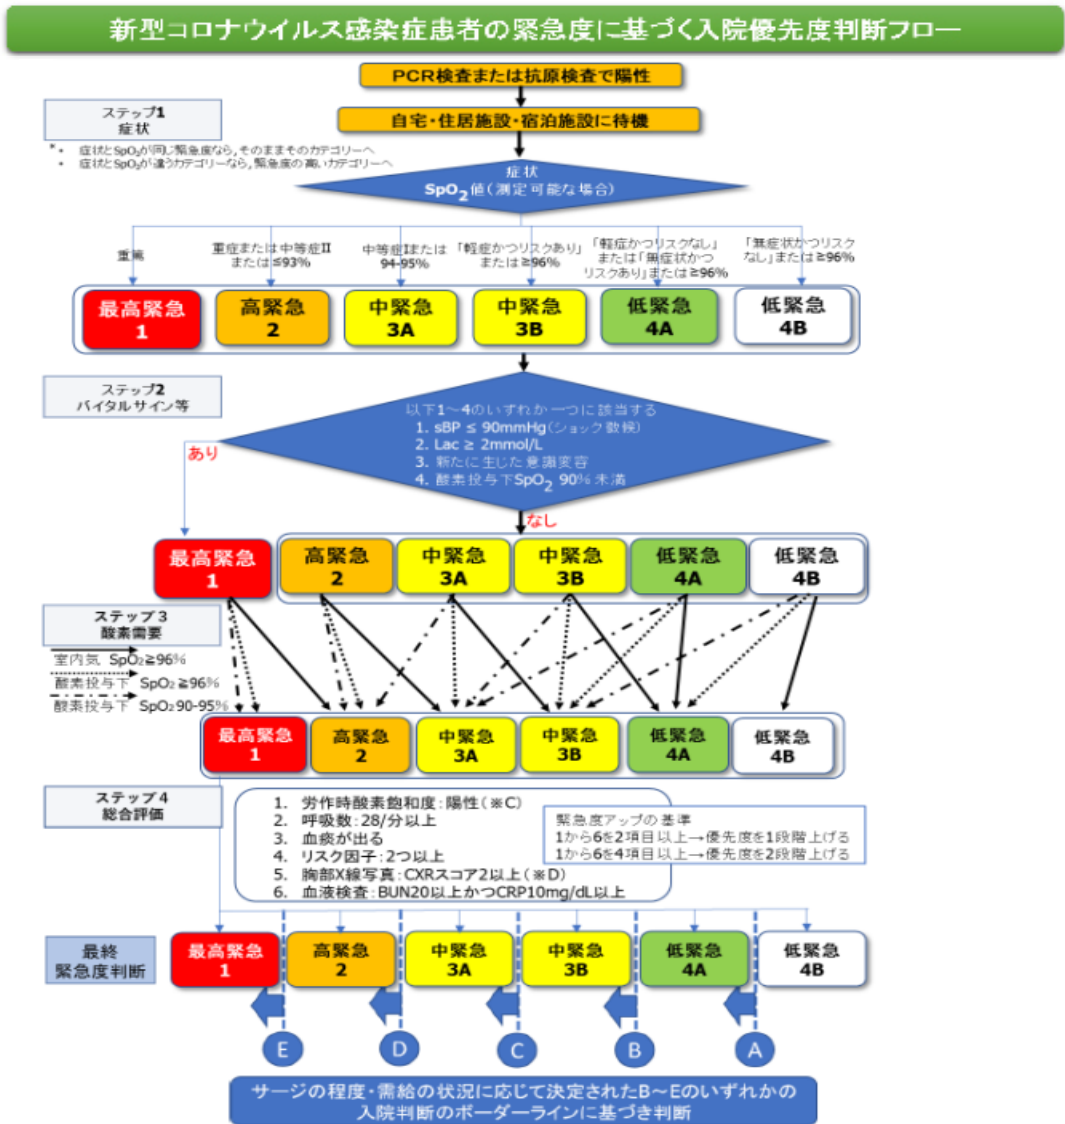 新型コロナウイルス感染症患者の緊急度に基づく入院優先度判断フロー
PCR検査または抗原検査で陽性
ステップ1
症状
自宅・住居施設・宿泊施設に待機
*• 症状とSpO₂が同じ緊急度なら,そのままそのカテゴリーへ
• 症状とSpO₂が違うカテゴリーなら,緊急度の高いカテゴリーへ
症状
SpO₂値(測定可能な場合)
重篤
重症または中等症II
または≤93%
中等症Iまたは
94-95%
「軽症かつリスクあり」
または≧96%
「軽症かつリスクなし」
または「無症状かつ
リスクあり」または≧96%
「無症状かつリスク
なし」または≧96%
最高緊急
1
高緊急
2
中緊急
3A
中緊急
3B
低緊急
4A
低緊急
4B
ステップ2
バイタルサイン等
以下1～4のいずれか一つに該当する
1. sBP ≤ 90mmHg(ショック徴候)
2. Lac ≥ 2mmol/L
3. 新たに生じた意識変容
4. 酸素投与下SpO₂ 90%未満
あり
なし
最高緊急
1
高緊急
2
中緊急
3A
中緊急
3B
低緊急
4A
低緊急
4B
ステップ3
酸素需要
室内気 SpO₂≧96%
酸素投与下 SpO₂≧96%
酸素投与下 SpO₂90-95%
最高緊急
1
高緊急
2
中緊急
3A
中緊急
3B
低緊急
4A
低緊急
4B
ステップ4
総合評価
1. 労作時酸素飽和度:陽性(※C)
2. 呼吸数:28/分以上
3. 血痰が出る
4. リスク因子:2つ以上
5. 胸部X線写真:CXRスコア2以上(※D)
6. 血液検査:BUN20以上かつCRP10mg/dL以上
緊急度アップの基準
1から6を2項目以上→優先度を1段階上げる
1から6を4項目以上→優先度を2段階上げる
最終
緊急度判断
最高緊急
1
高緊急
2
中緊急
3A
中緊急
3B
低緊急
4A
低緊急
4B
E
D
C
B
A
サージの程度・需給の状況に応じて決定されたB～Eのいずれかの
入院判断のボーダーラインに基づき判断